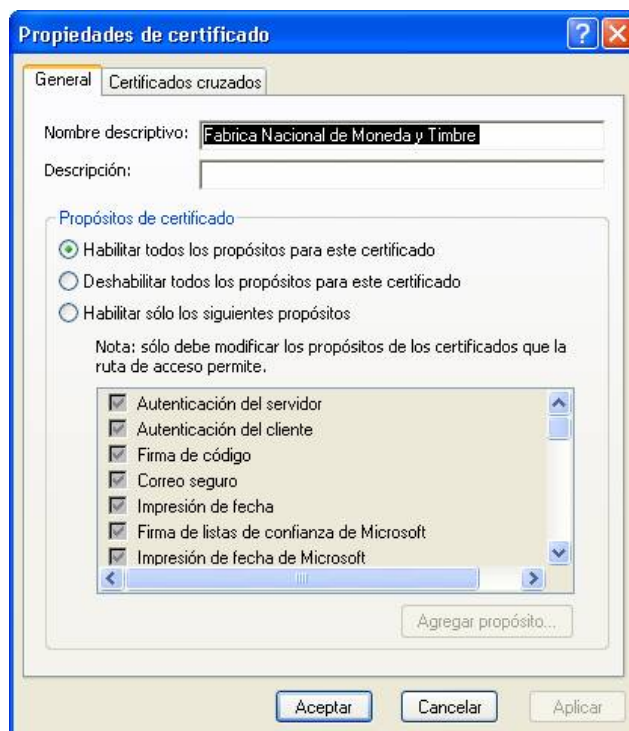 Propiedades de certificado
General
Certificados cruzados
Nombre descriptivo: Fabrica Nacional de Moneda y Timbre
Descripción:
Propósitos de certificado
Habilitar todos los propósitos para este certificado
Deshabilitar todos los propósitos para este certificado
Habilitar sólo los siguientes propósitos
Nota: sólo debe modificar los propósitos de los certificados que la
ruta de acceso permite.
Autenticación del servidor
Autenticación del cliente
Firma de código
Correo seguro
Impresión de fecha
Firma de listas de confianza de Microsoft
Impresión de fecha de Microsoft
Agregar propósito...
Aceptar
Cancelar
Aplicar